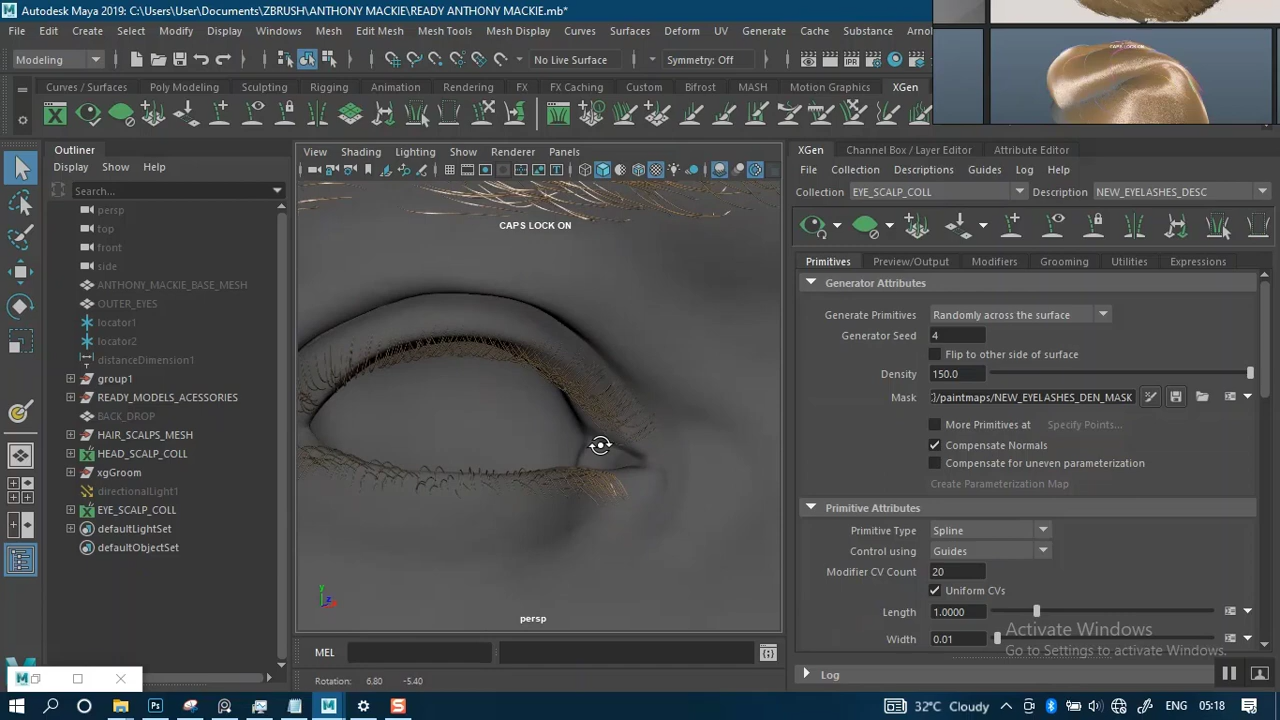 Autodesk Maya 2019: C:\Users\User\Documents\ZBRUSH\ANTHONY MACKIE\READY ANTHONY MACKIE.mb*
File Edit Create Select Modify Display Windows Mesh Edit Mesh Mesh Tools Mesh Display Curves Surfaces Deform UV Generate Cache Substance Arnol
Modeling No Live Surface Symmetry: Off
CAPS LOCK ON
Curves / Surfaces Poly Modeling Sculpting Rigging Animation Rendering FX FX Caching Custom Bifrost MASH Motion Graphics XGen
Outliner
Display Show Help
Search...
persp
top
front
side
ANTHONY_MACKIE_BASE_MESH
OUTER_EYES
locator1
locator2
distanceDimension1
group1
READY_MODELS_ACESSORIES
BACK_DROP
HAIR_SCALPS_MESH
HEAD_SCALP_COLL
xgGroom
directionalLight1
EYE_SCALP_COLL
defaultLightSet
defaultObjectSet
View Shading Lighting Show Renderer Panels
CAPS LOCK ON
persp
XGen Channel Box / Layer Editor Attribute Editor
File Collection Descriptions Guides Log Help
Collection EYE_SCALP_COLL Description NEW_EYELASHES_DESC
Primitives Preview/Output Modifiers Grooming Utilities Expressions
Generator Attributes
Generate Primitives Randomly across the surface
Generator Seed 4
Flip to other side of surface
Density 150.0
Mask /paintmaps/NEW_EYELASHES_DEN_MASK
More Primitives at Specify Points...
Compensate Normals
Compensate for uneven parameterization
Create Parameterization Map
Primitive Attributes
Primitive Type Spline
Control using Guides
Modifier CV Count 20
Uniform CVs
Length 1.0000
Width 0.01
Activate Windows
Go to Settings to activate Windows.
Log
MEL
Rotation: 6.80 -5.40
32°C Cloudy ENG 05:18